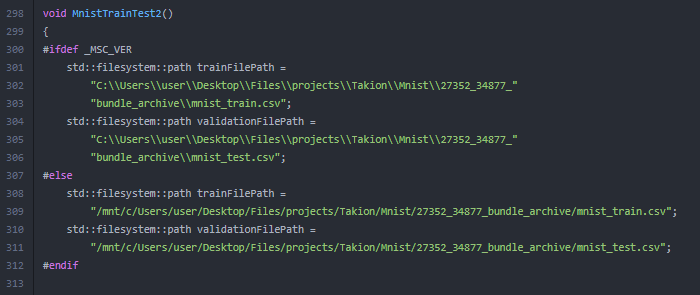 298 void MnistTrainTest2()
299 {
300 #ifdef _MSC_VER
301     std::filesystem::path trainFilePath =
302         "C:\\Users\\user\\Desktop\\Files\\projects\\Takion\\Mnist\\27352_34877_"
303         "bundle_archive\\mnist_train.csv";
304     std::filesystem::path validationFilePath =
305         "C:\\Users\\user\\Desktop\\Files\\projects\\Takion\\Mnist\\27352_34877_"
306         "bundle_archive\\mnist_test.csv";
307 #else
308     std::filesystem::path trainFilePath =
309         "/mnt/c/Users/user/Desktop/Files/projects/Takion/Mnist/27352_34877_bundle_archive/mnist_train.csv";
310     std::filesystem::path validationFilePath =
311         "/mnt/c/Users/user/Desktop/Files/projects/Takion/Mnist/27352_34877_bundle_archive/mnist_test.csv";
312 #endif
313